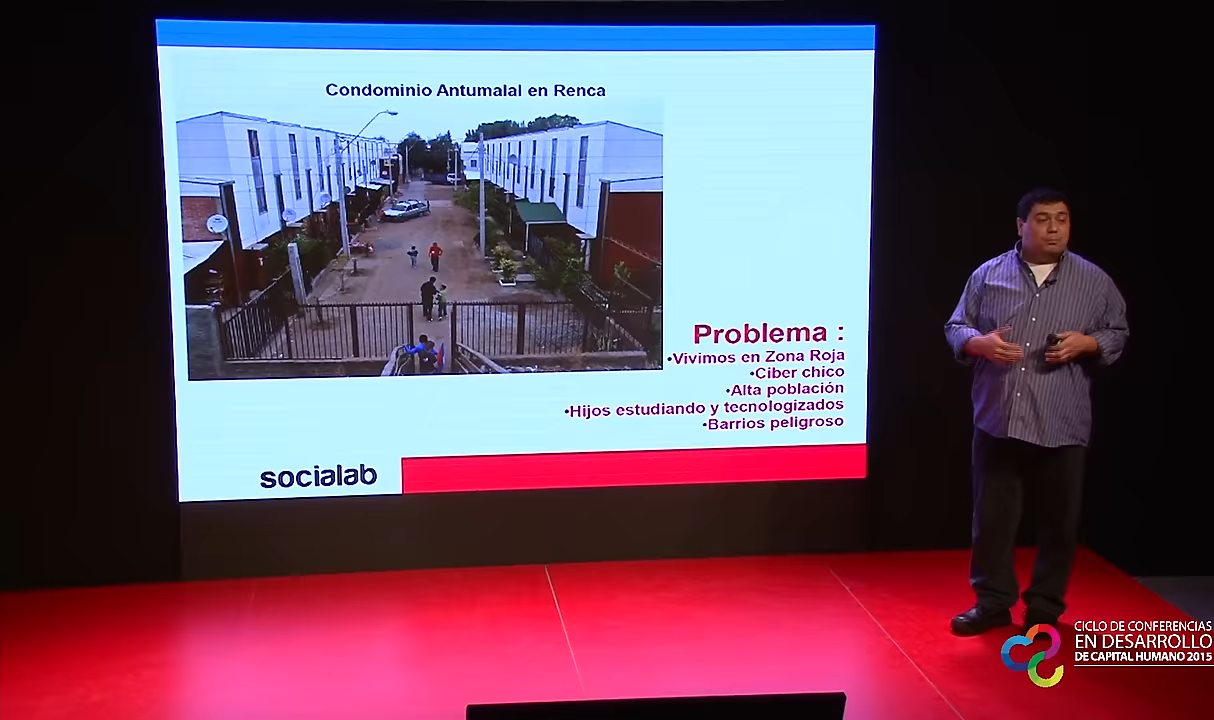 Condominio Antumalal en Renca
Problema :
•Vivimos en Zona Roja
•Ciber chico
•Alta población
•Hijos estudiando y tecnologizados
•Barrios peligroso
socialab
CICLO DE CONFERENCIAS
EN DESARROLLO
DE CAPITAL HUMANO 2015